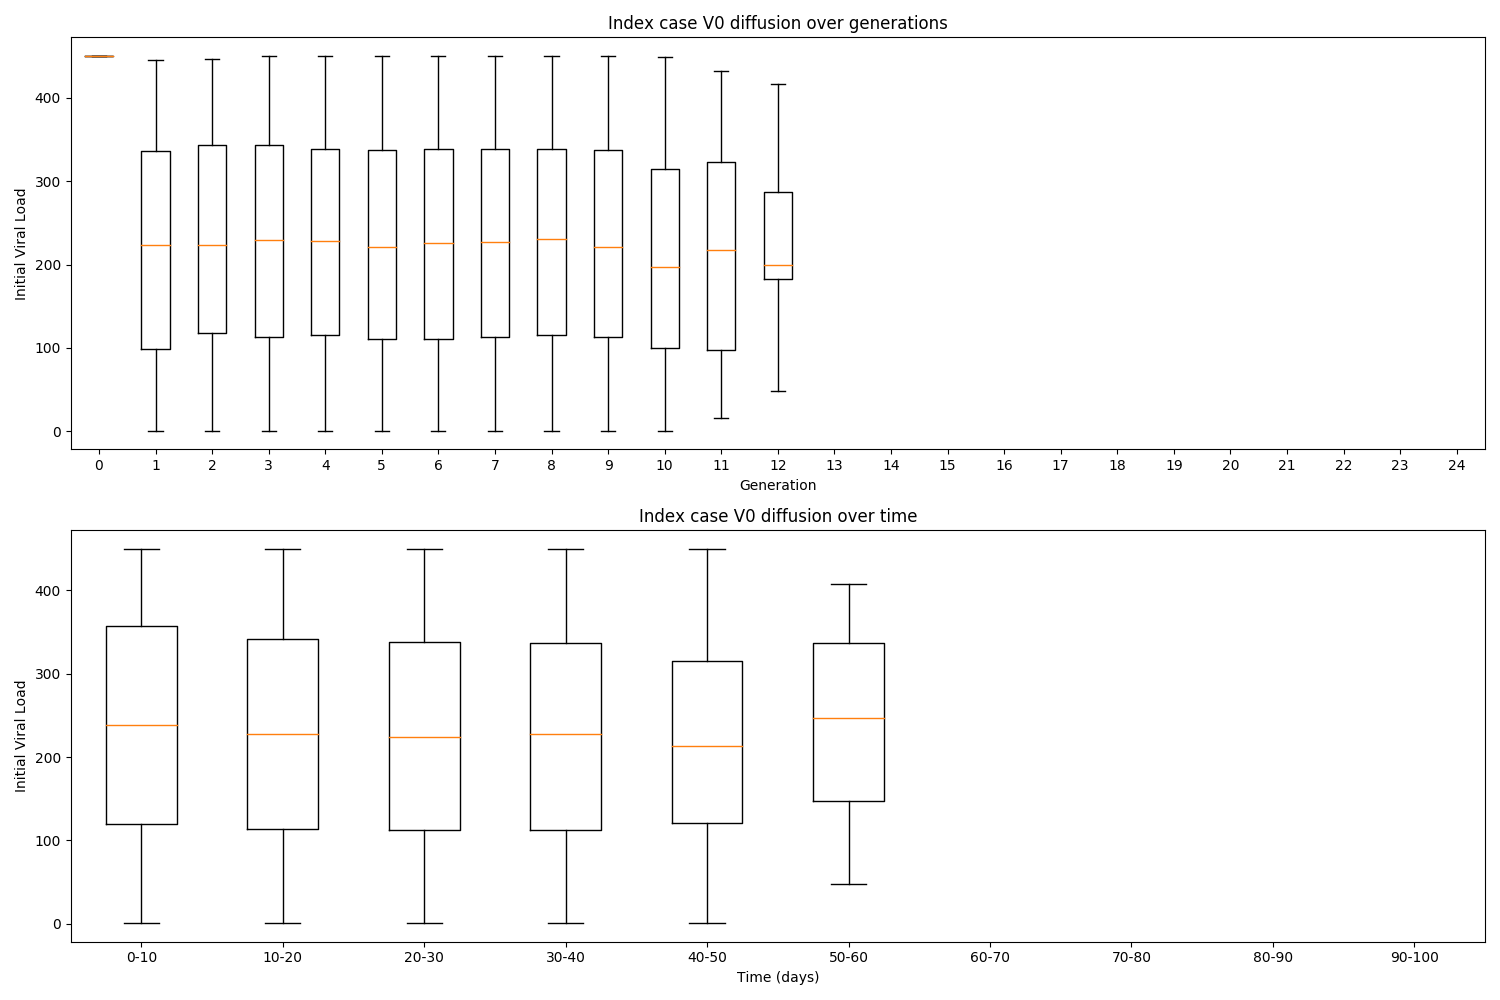 Index case V0 diffusion over generations
Initial Viral Load
400
300
200
100
0
0 1 2 3 4 5 6 7 8 9 10 11 12 13 14 15 16 17 18 19 20 21 22 23 24
Generation
Index case V0 diffusion over time
Initial Viral Load
400
300
200
100
0
0-10 10-20 20-30 30-40 40-50 50-60 60-70 70-80 80-90 90-100
Time (days)